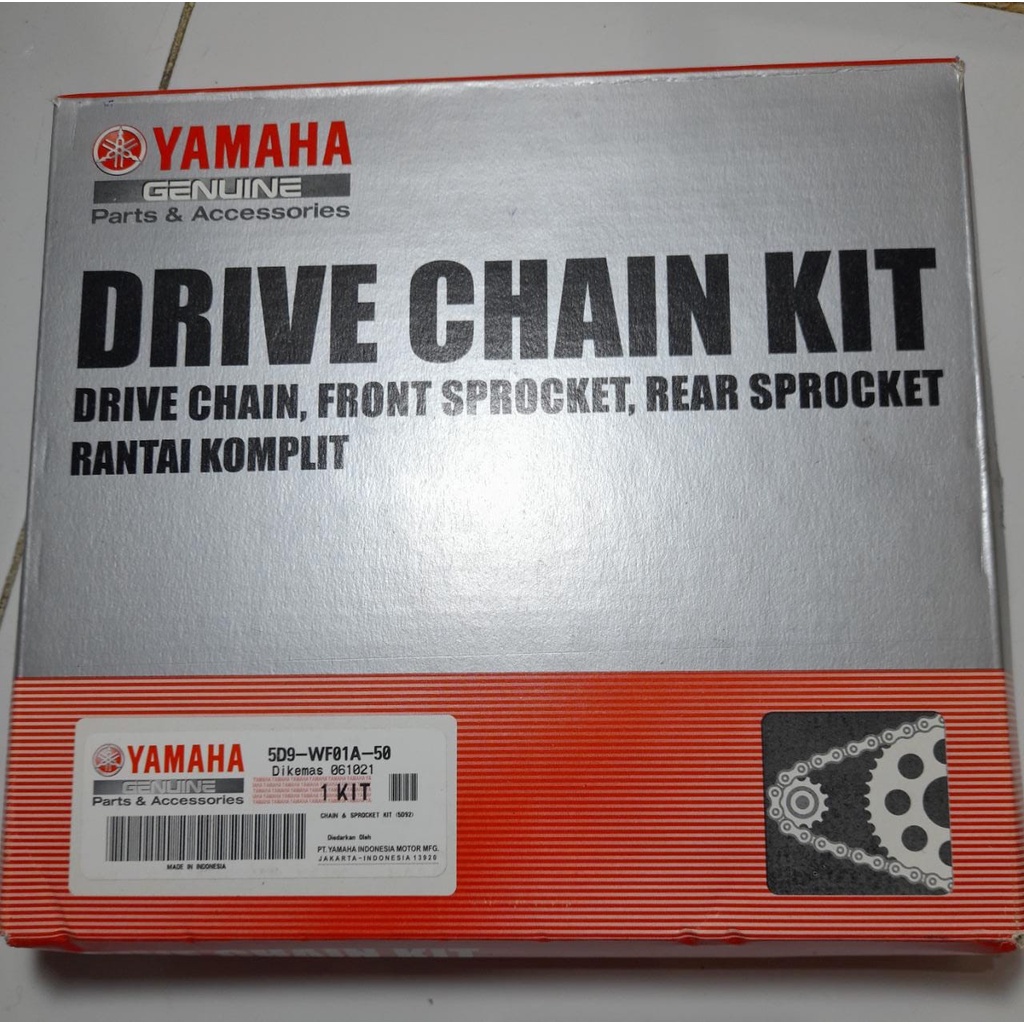 YAMAHA
GENUINE
Parts & Accessories
DRIVE CHAIN KIT
DRIVE CHAIN, FRONT SPROCKET, REAR SPROCKET
RANTAI KOMPLIT
YAMAHA
GENUINE
Parts & Accessories
MADE IN INDONESIA
5D9-WF01A-50
Dikemas 061021
1 KIT
CHAIN & SPROCKET KIT (5D92)
Diedarkan Oleh
PT. YAMAHA INDONESIA MOTOR MFG.
JAKARTA-INDONESIA 13920
CHAIN KIT